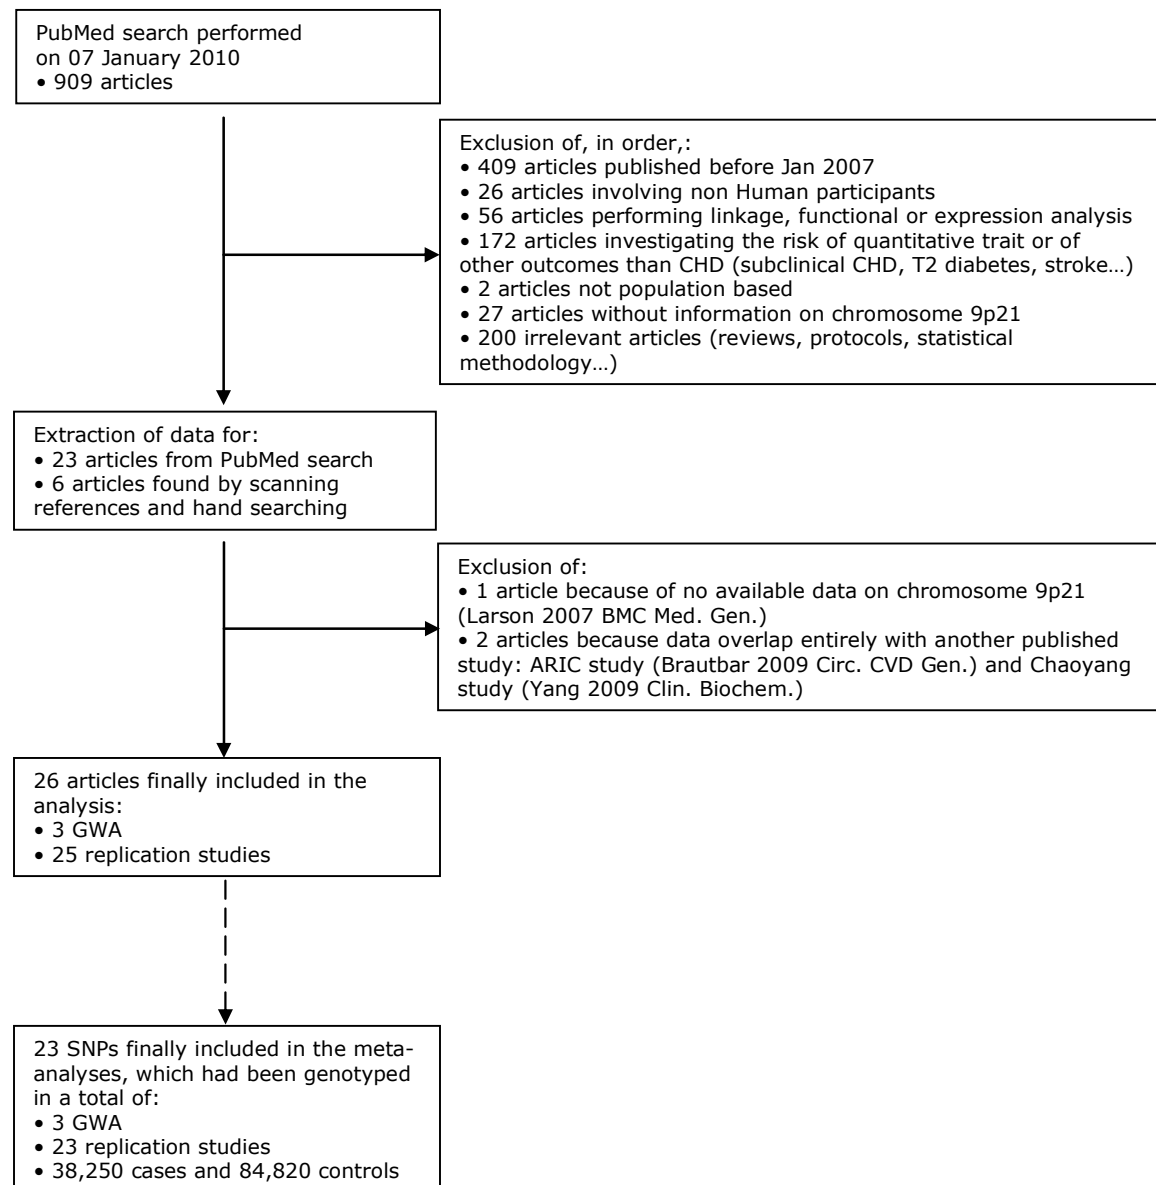 PubMed search performed
on 07 January 2010
• 909 articles
Exclusion of, in order,:
• 409 articles published before Jan 2007
• 26 articles involving non Human participants
• 56 articles performing linkage, functional or expression analysis
• 172 articles investigating the risk of quantitative trait or of
other outcomes than CHD (subclinical CHD, T2 diabetes, stroke…)
• 2 articles not population based
• 27 articles without information on chromosome 9p21
• 200 irrelevant articles (reviews, protocols, statistical
methodology…)
Extraction of data for:
• 23 articles from PubMed search
• 6 articles found by scanning
references and hand searching
Exclusion of:
• 1 article because of no available data on chromosome 9p21
(Larson 2007 BMC Med. Gen.)
• 2 articles because data overlap entirely with another published
study: ARIC study (Brautbar 2009 Circ. CVD Gen.) and Chaoyang
study (Yang 2009 Clin. Biochem.)
26 articles finally included in the
analysis:
• 3 GWA
• 25 replication studies
23 SNPs finally included in the meta-
analyses, which had been genotyped
in a total of:
• 3 GWA
• 23 replication studies
• 38,250 cases and 84,820 controls